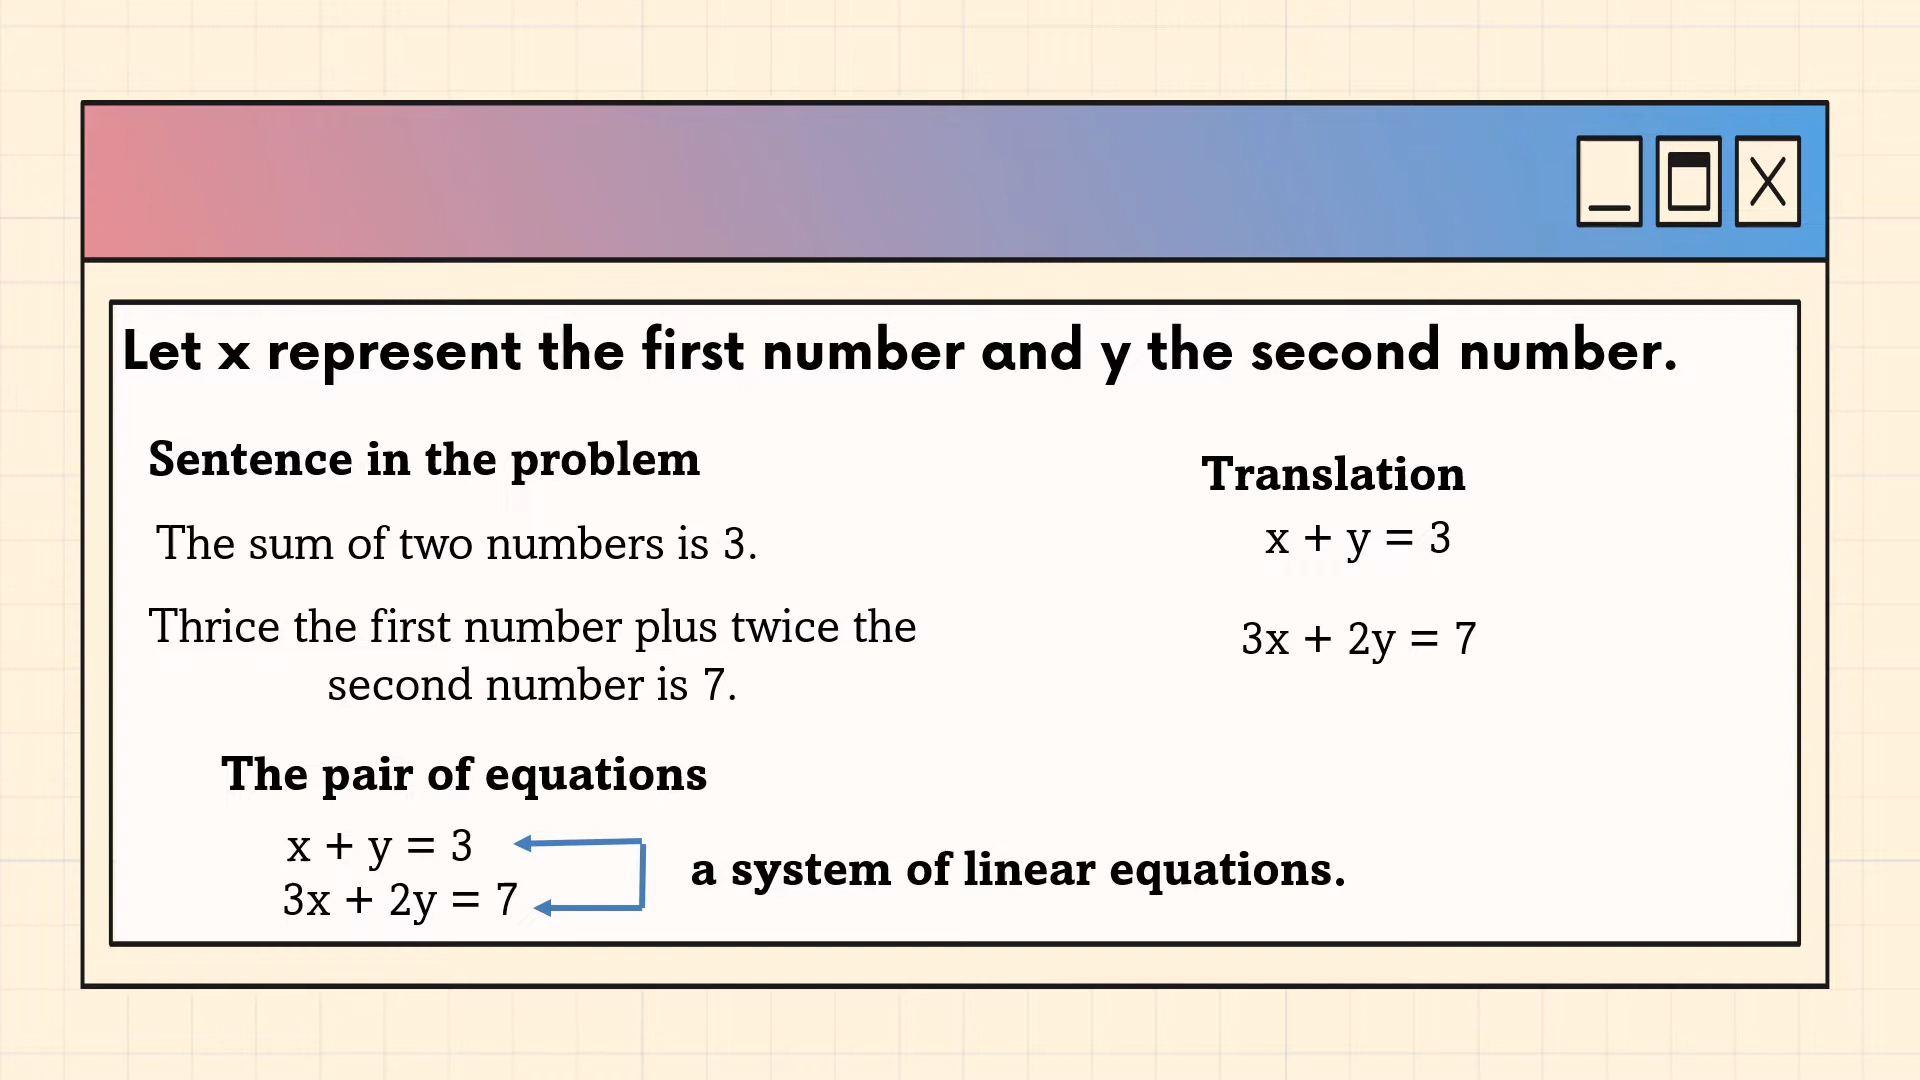 Let x represent the first number and y the second number.
Sentence in the problem
Translation
The sum of two numbers is 3.
x + y = 3
Thrice the first number plus twice the
second number is 7.
3x + 2y = 7
The pair of equations
x + y = 3
3x + 2y = 7
a system of linear equations.